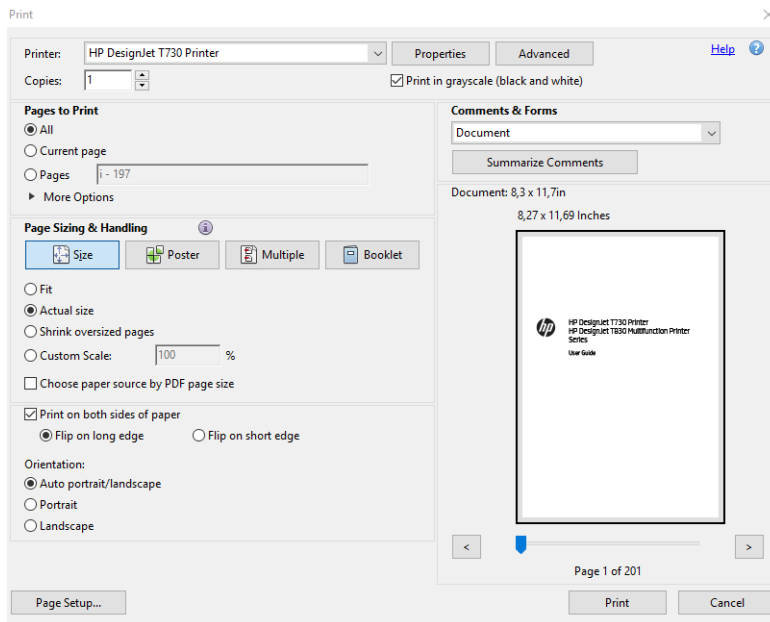 Print
Printer: HP DesignJet T730 Printer Properties Advanced Help ?
Copies: 1 Print in grayscale (black and white)
Pages to Print
All
Current page
Pages i - 197
More Options
Comments & Forms
Document
Summarize Comments
Page Sizing & Handling i
Size Poster Multiple Booklet
Fit
Actual size
Shrink oversized pages
Custom Scale: 100 %
Choose paper source by PDF page size
Print on both sides of paper
Flip on long edge Flip on short edge
Orientation:
Auto portrait/landscape
Portrait
Landscape
Document: 8,3 x 11,7in
8,27 x 11,69 Inches
hp
HP DesignJet T730 Printer
HP DesignJet T830 Multifunction Printer
Series
User Guide
< >
Page 1 of 201
Page Setup... Print Cancel